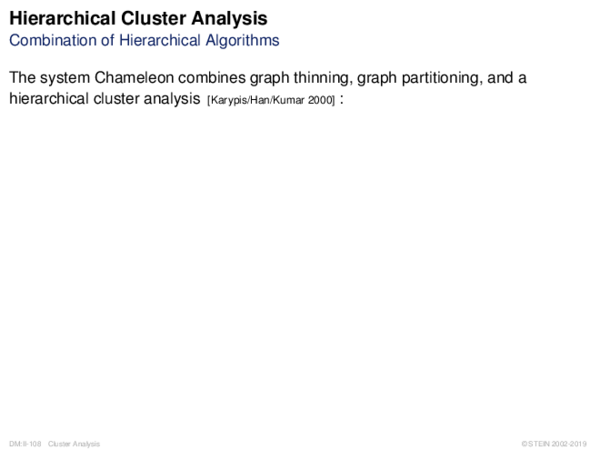 Hierarchical Cluster Analysis
Combination of Hierarchical Algorithms
The system Chameleon combines graph thinning, graph partitioning, and a
hierarchical cluster analysis [Karypis/Han/Kumar 2000] :
DM:II-108 Cluster Analysis
© STEIN 2002-2019